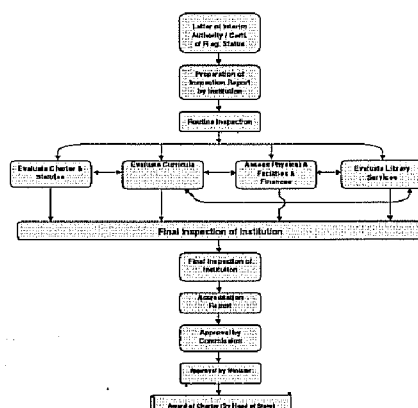 Letter of Interim
Authority / Cert.
of Reg. Status
Preparation of
Inspection Report
by Institution
Routine Inspection
Evaluate Charter &
Statutes
Evaluate Curricula
Assess Physical &
Facilities &
Finances
Evaluate Library
Services
Final Inspection of Institution
Final Inspection of
Institution
Accreditation
Report
Approval by
Commission
Approval by Minister
Award of Charter (By Head of State)